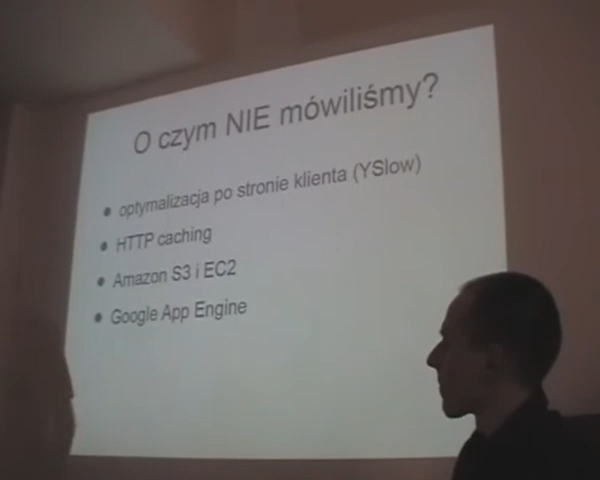 O czym NIE mówiliśmy?
● optymalizacja po stronie klienta (YSlow)
● HTTP caching
● Amazon S3 i EC2
● Google App Engine